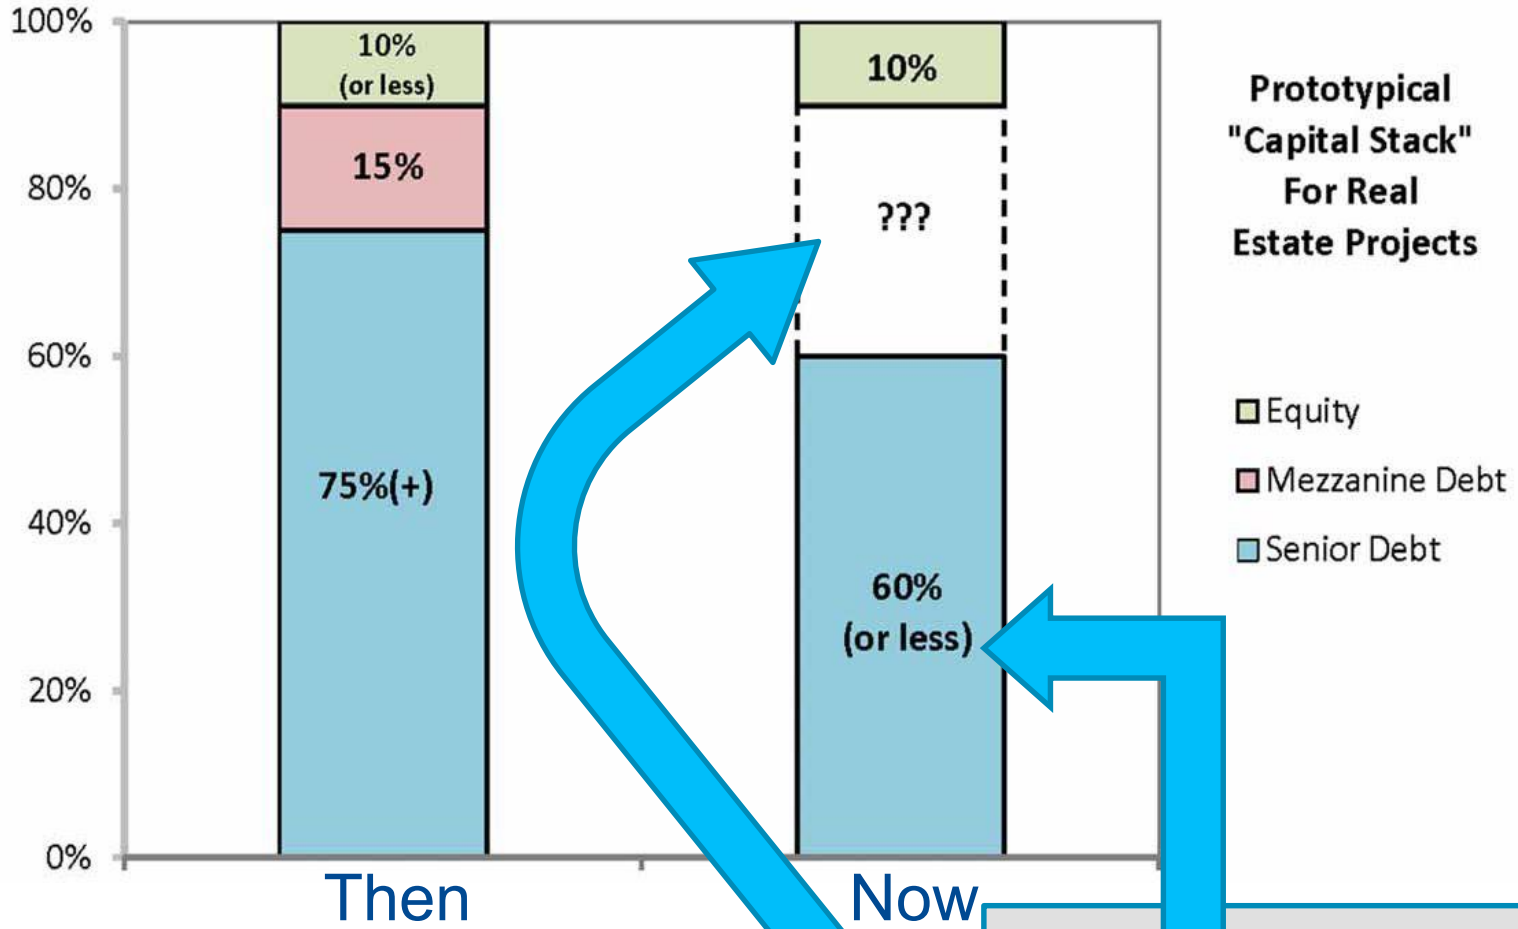 100%
80%
60%
40%
20%
0%
10%
(or less)
15%
75%(+)
10%
???
60%
(or less)
Then
Now
Prototypical
"Capital Stack"
For Real
Estate Projects
Equity
Mezzanine Debt
Senior Debt